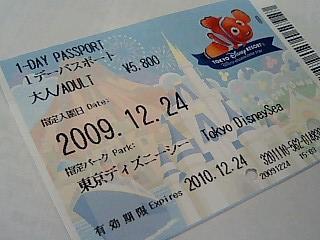 1-DAY PASSPORT
1デーパスポート
大人/ADULT ¥5,800
TOKYO Disney RESORT
指定入園日 Date:
2009.12.24
指定パーク Park: Tokyo DisneySea
東京ディズニーシー
有効期限 Expires 2010.12.24
20091224